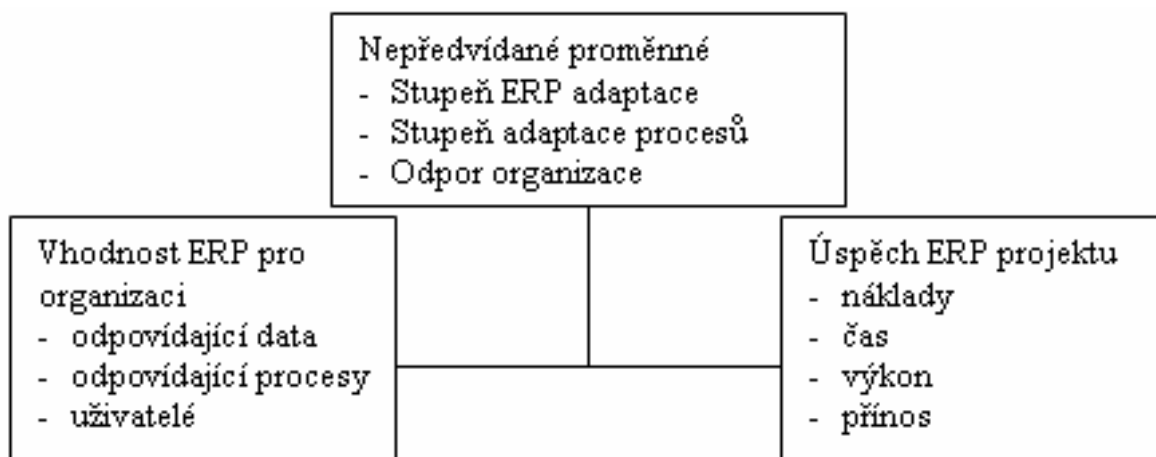 Nepředvídané proměnné
- Stupeň ERP adaptace
- Stupeň adaptace procesů
- Odpor organizace
Vhodnost ERP pro
organizaci
- odpovídající data
- odpovídající procesy
- uživatelé
Úspěch ERP projektu
- náklady
- čas
- výkon
- přínos